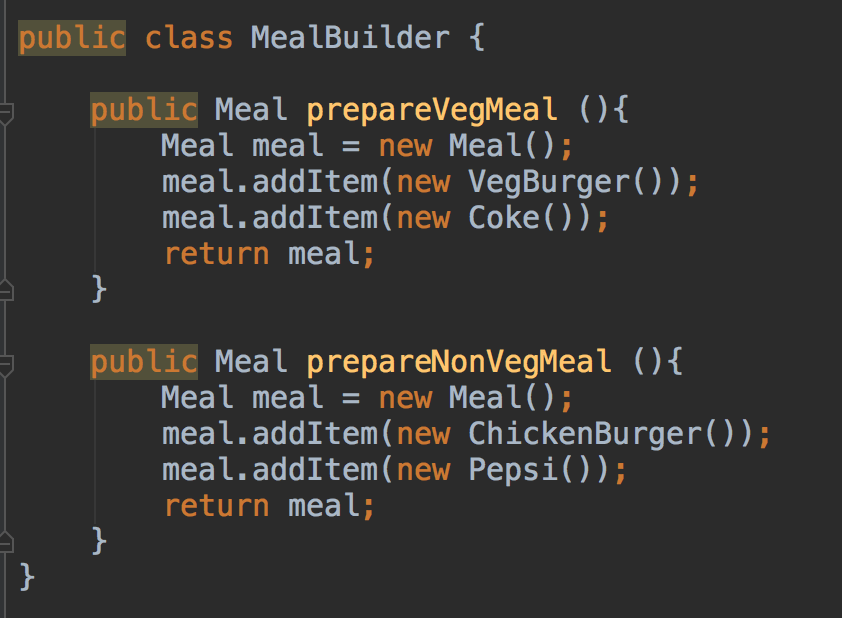 public class MealBuilder {
public Meal prepareVegMeal (){
Meal meal = new Meal();
meal.addItem(new VegBurger());
meal.addItem(new Coke());
return meal;
}
public Meal prepareNonVegMeal (){
Meal meal = new Meal();
meal.addItem(new ChickenBurger());
meal.addItem(new Pepsi());
return meal;
}
}